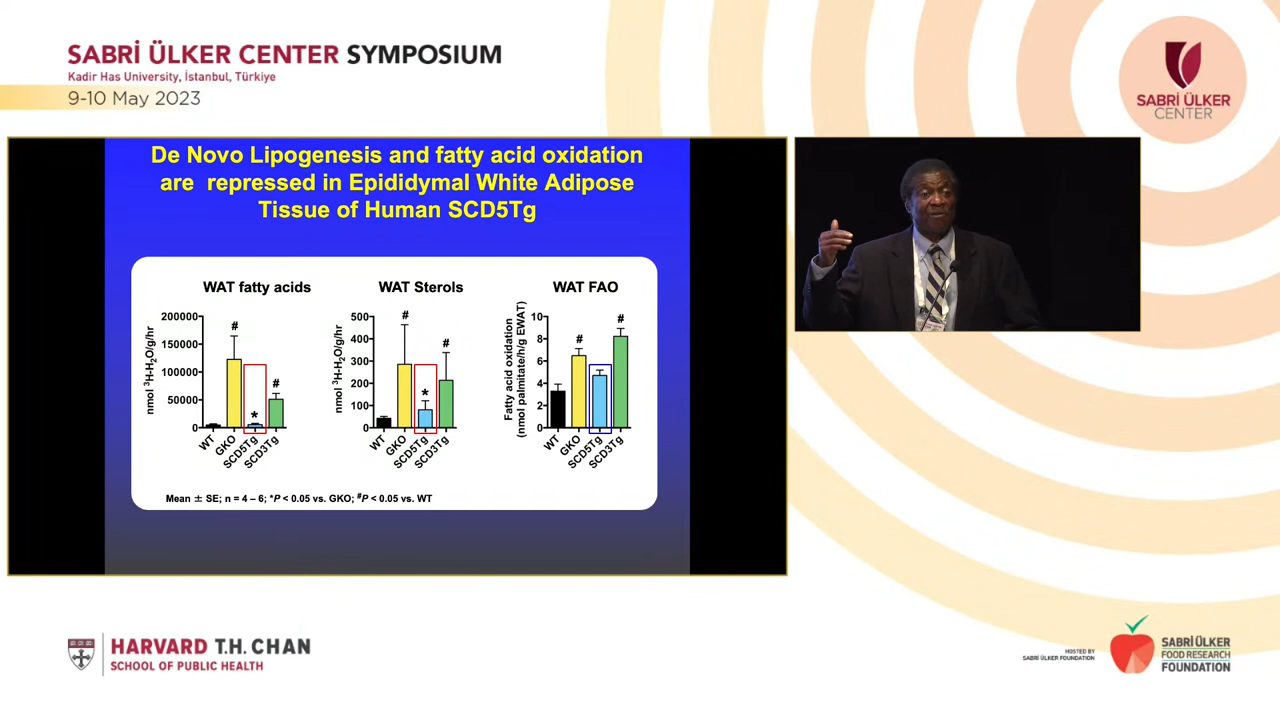 SABRİ ÜLKER CENTER SYMPOSIUM
Kadir Has University, İstanbul, Türkiye
9-10 May 2023
SABRİ ÜLKER
CENTER
De Novo Lipogenesis and fatty acid oxidation
are repressed in Epididymal White Adipose
Tissue of Human SCD5Tg
WAT fatty acids
nmol ³H-H₂O/g/hr
200000
150000
100000
50000
0
#
*
#
WT
GKO
SCD5Tg
SCD3Tg
WAT Sterols
nmol ³H-H₂O/g/hr
500
400
300
200
100
0
#
*
#
WT
GKO
SCD5Tg
SCD3Tg
WAT FAO
Fatty acid oxidation
(nmol palmitate/h/g EWAT)
10
8
6
4
2
0
#
#
WT
GKO
SCD5Tg
SCD3Tg
Mean ± SE; n = 4 – 6; *P < 0.05 vs. GKO; #P < 0.05 vs. WT
HARVARD T.H. CHAN
SCHOOL OF PUBLIC HEALTH
HOSTED BY
SABRİ ÜLKER FOUNDATION
SABRİ ÜLKER
FOOD RESEARCH
FOUNDATION